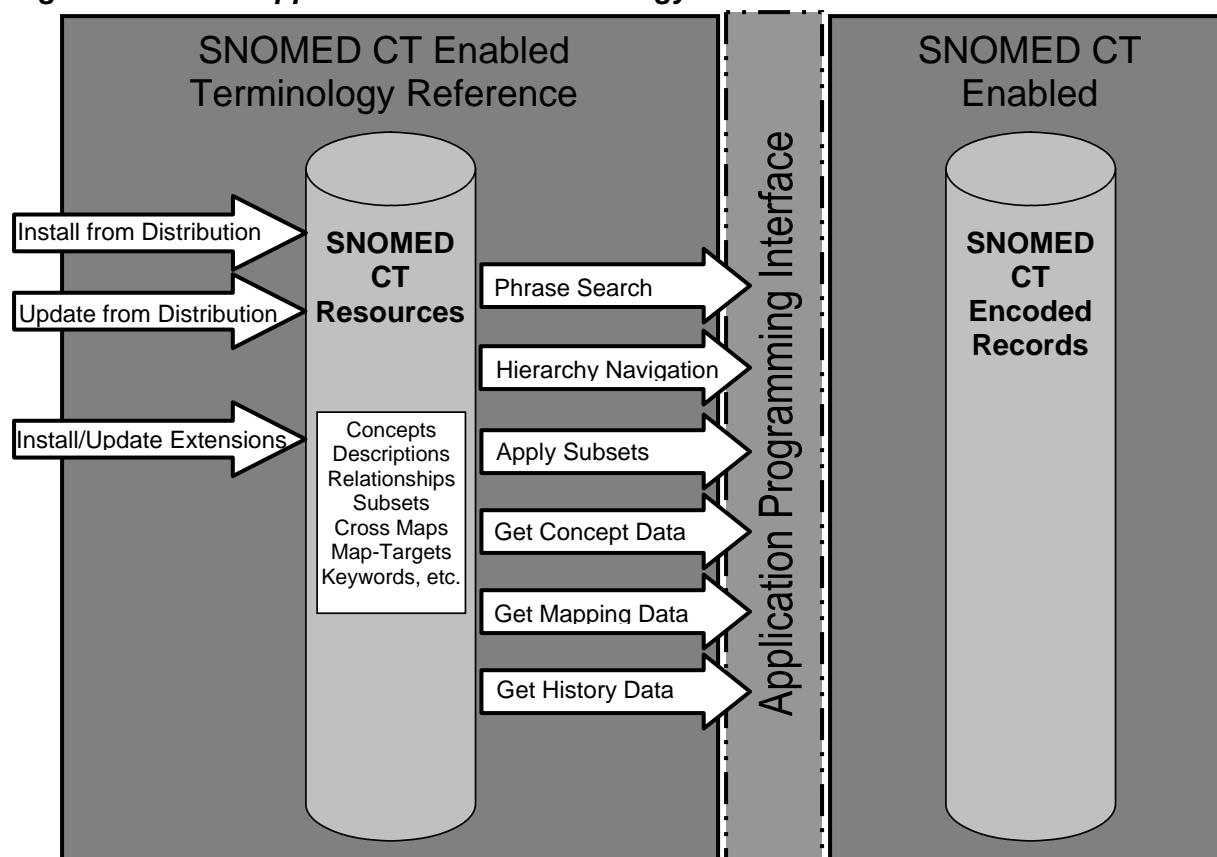 SNOMED CT Enabled
Terminology Reference
Install from Distribution
Update from Distribution
Install/Update Extensions
SNOMED
CT
Resources
Concepts
Descriptions
Relationships
Subsets
Cross Maps
Map-Targets
Keywords, etc.
Phrase Search
Hierarchy Navigation
Apply Subsets
Get Concept Data
Get Mapping Data
Get History Data
Application Programming Interface
SNOMED CT
Enabled
SNOMED
CT
Encoded
Records